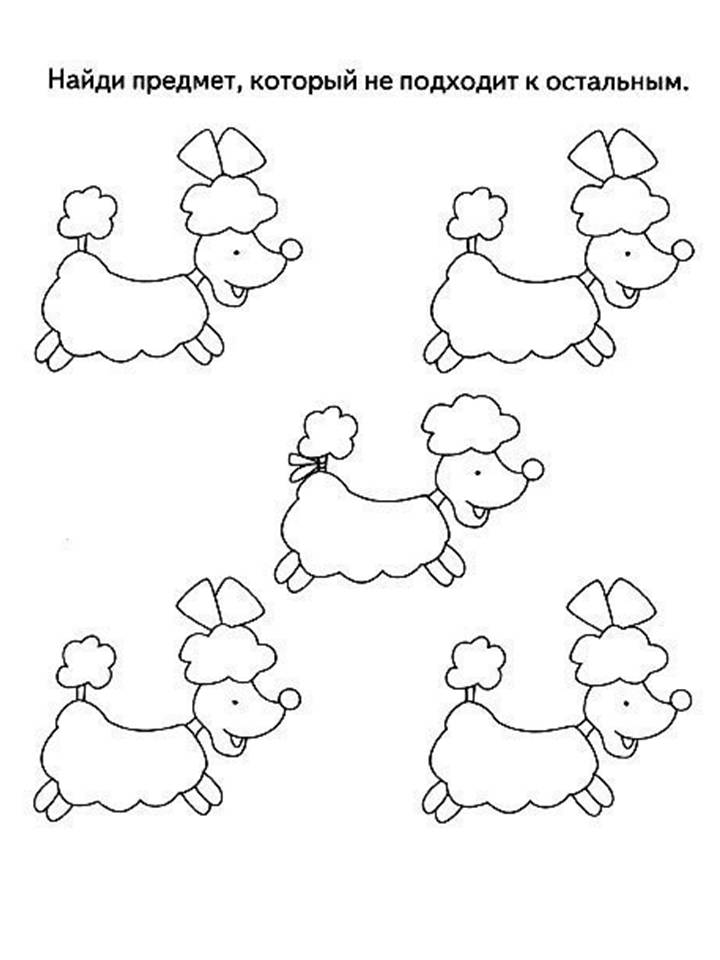 Найди предмет, который не подходит к остальным.